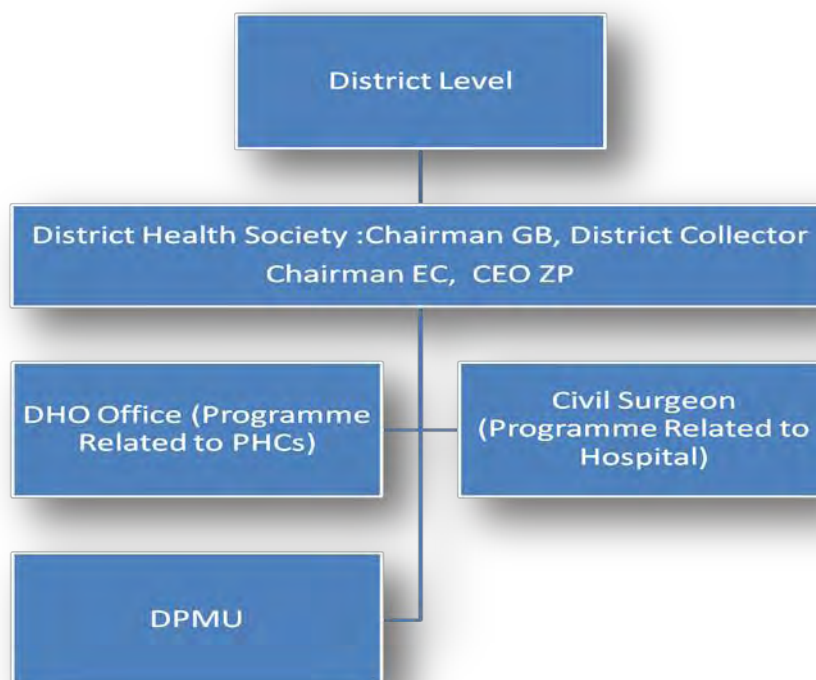 District Level
District Health Society :Chairman GB, District Collector
Chairman EC, CEO ZP
DHO Office (Programme
Related to PHCs)
Civil Surgeon
(Programme Related to
Hospital)
DPMU